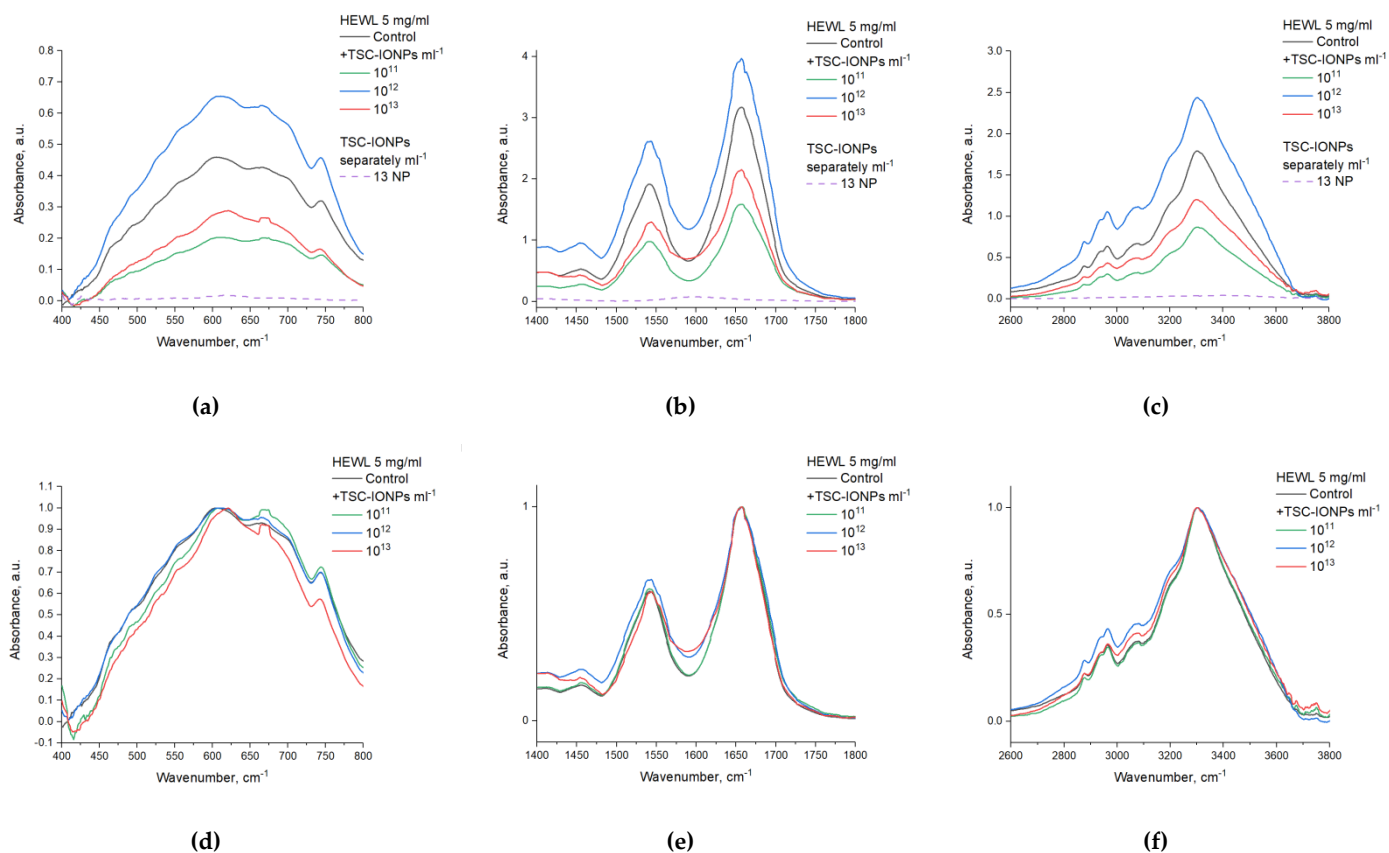 HEWL 5 mg/ml
Control
+TSC-IONPs ml⁻¹
10¹¹
10¹²
10¹³
TSC-IONPs
separately ml⁻¹
13 NP
0.8
0.7
0.6
0.5
0.4
0.3
0.2
0.1
0.0
Absorbance, a.u.
400 450 500 550 600 650 700 750 800
Wavenumber, cm⁻¹
(a)
HEWL 5 mg/ml
Control
+TSC-IONPs ml⁻¹
10¹¹
10¹²
10¹³
TSC-IONPs
separately ml⁻¹
13 NP
4
3
2
1
0
Absorbance, a.u.
1400 1450 1500 1550 1600 1650 1700 1750 1800
Wavenumber, cm⁻¹
(b)
HEWL 5 mg/ml
Control
+TSC-IONPs ml⁻¹
10¹¹
10¹²
10¹³
TSC-IONPs
separately ml⁻¹
13 NP
3.0
2.5
2.0
1.5
1.0
0.5
0.0
Absorbance, a.u.
2600 2800 3000 3200 3400 3600 3800
Wavenumber, cm⁻¹
(c)
HEWL 5 mg/ml
Control
+TSC-IONPs ml⁻¹
10¹¹
10¹²
10¹³
1.1
1.0
0.9
0.8
0.7
0.6
0.5
0.4
0.3
0.2
0.1
0.0
-0.1
Absorbance, a.u.
400 450 500 550 600 650 700 750 800
Wavenumber, cm⁻¹
(d)
HEWL 5 mg/ml
Control
+TSC-IONPs ml⁻¹
10¹¹
10¹²
10¹³
1
0
Absorbance, a.u.
1400 1450 1500 1550 1600 1650 1700 1750 1800
Wavenumber, cm⁻¹
(e)
HEWL 5 mg/ml
Control
+TSC-IONPs ml⁻¹
10¹¹
10¹²
10¹³
1.0
0.5
0.0
Absorbance, a.u.
2600 2800 3000 3200 3400 3600 3800
Wavenumber, cm⁻¹
(f)